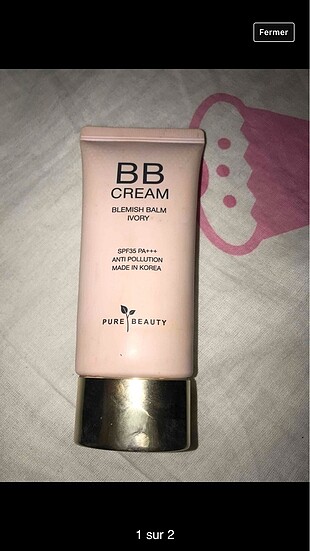 Fermer
BB
CREAM
BLEMISH BALM
IVORY
SPF35 PA+++
ANTI POLLUTION
MADE IN KOREA
PURE BEAUTY
1 sur 2